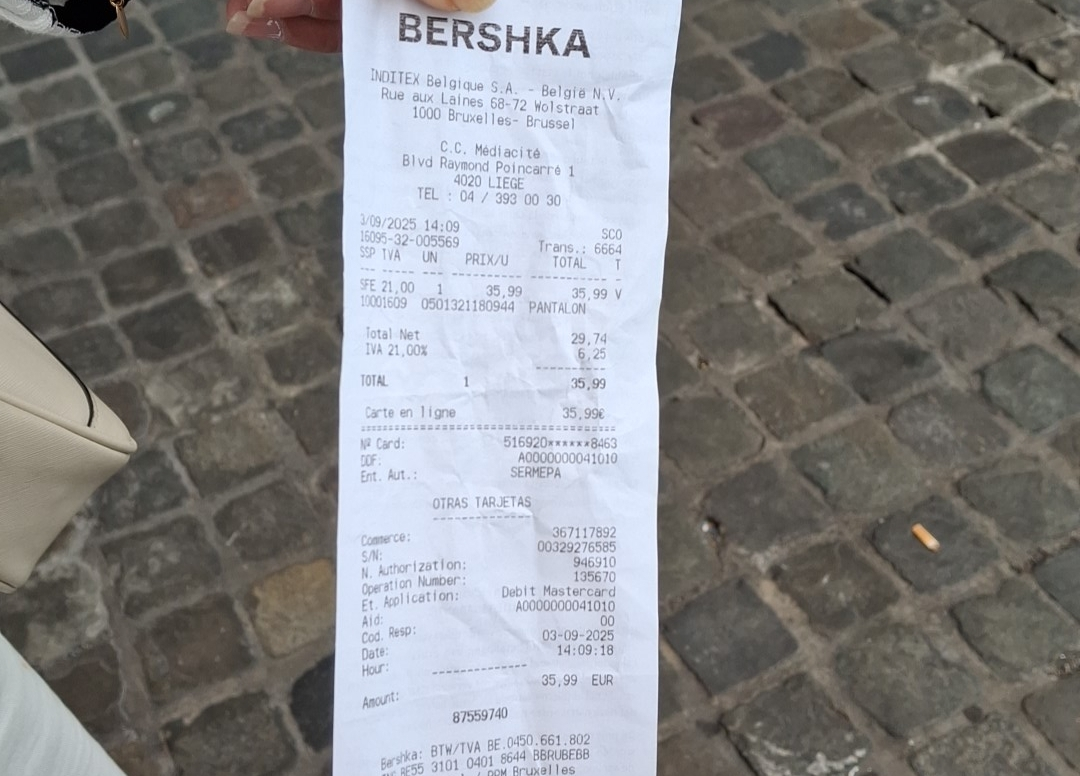 BERSHKA
INDITEX Belgique S.A. - België N.V.
Rue aux Laines 68-72 Wolstraat
1000 Bruxelles- Brussel
C.C. Médiacité
Blvd Raymond Poincarré 1
4020 LIEGE
TEL : 04 / 393 00 30
3/09/2025 14:09 SCO
16095-32-005569 Trans.: 6664
SSP TVA UN PRIX/U TOTAL T
SFE 21,00 1 35,99 35,99 V
10001609 0501321180944 PANTALON
Total Net 29,74
IVA 21,00% 6,25
TOTAL 1 35,99
Carte en ligne 35,99€
Nº Card: 516920******8463
DDF: A0000000041010
Ent. Aut.: SERMEPA
OTRAS TARJETAS
Commerce: 367117892
S/N: 00329276585
N. Authorization: 946910
Operation Number: 135670
Et. Application: Debit Mastercard
Aid: A0000000041010
Cod. Resp: 00
Date: 03-09-2025
Hour: 14:09:18
Amount: 35,99 EUR
87559740
Bershka: BTW/TVA BE.0450.661.802
BE55 3101 0401 8644 BBRUBEBB
Bruxelles